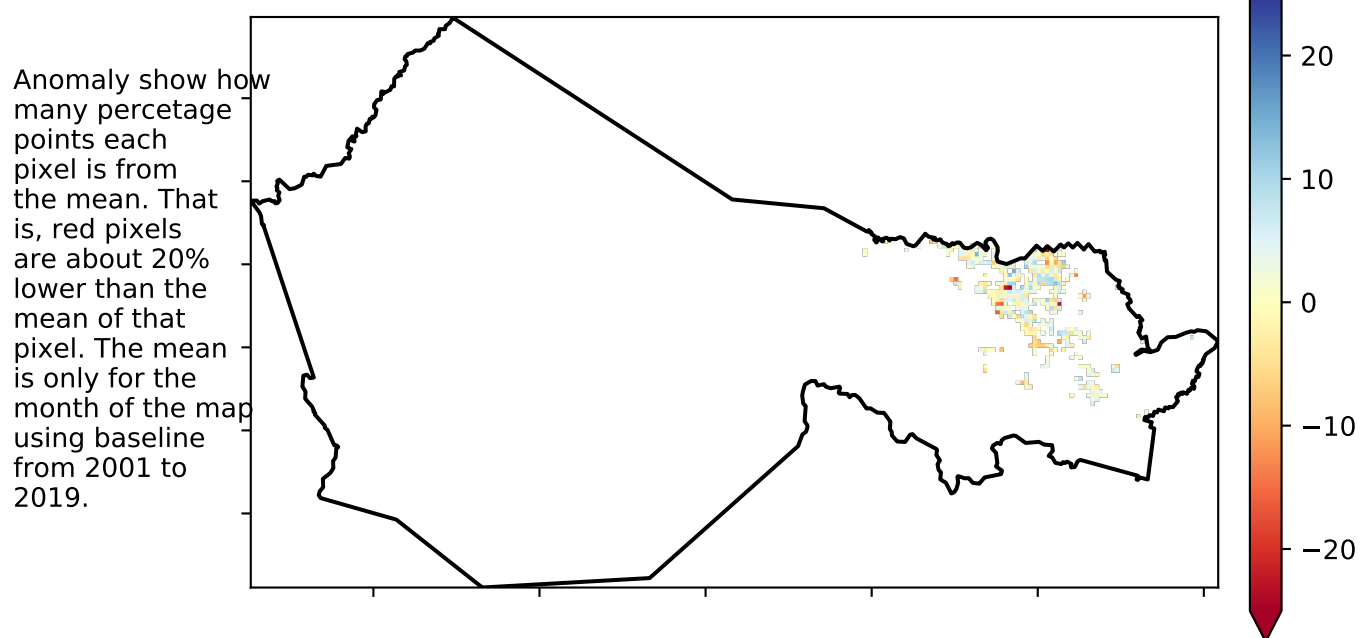 Anomaly show how
many percetage
points each
pixel is from
the mean. That
is, red pixels
are about 20%
lower than the
mean of that
pixel. The mean
is only for the
month of the map
using baseline
from 2001 to
2019.
20
10
0
−10
−20